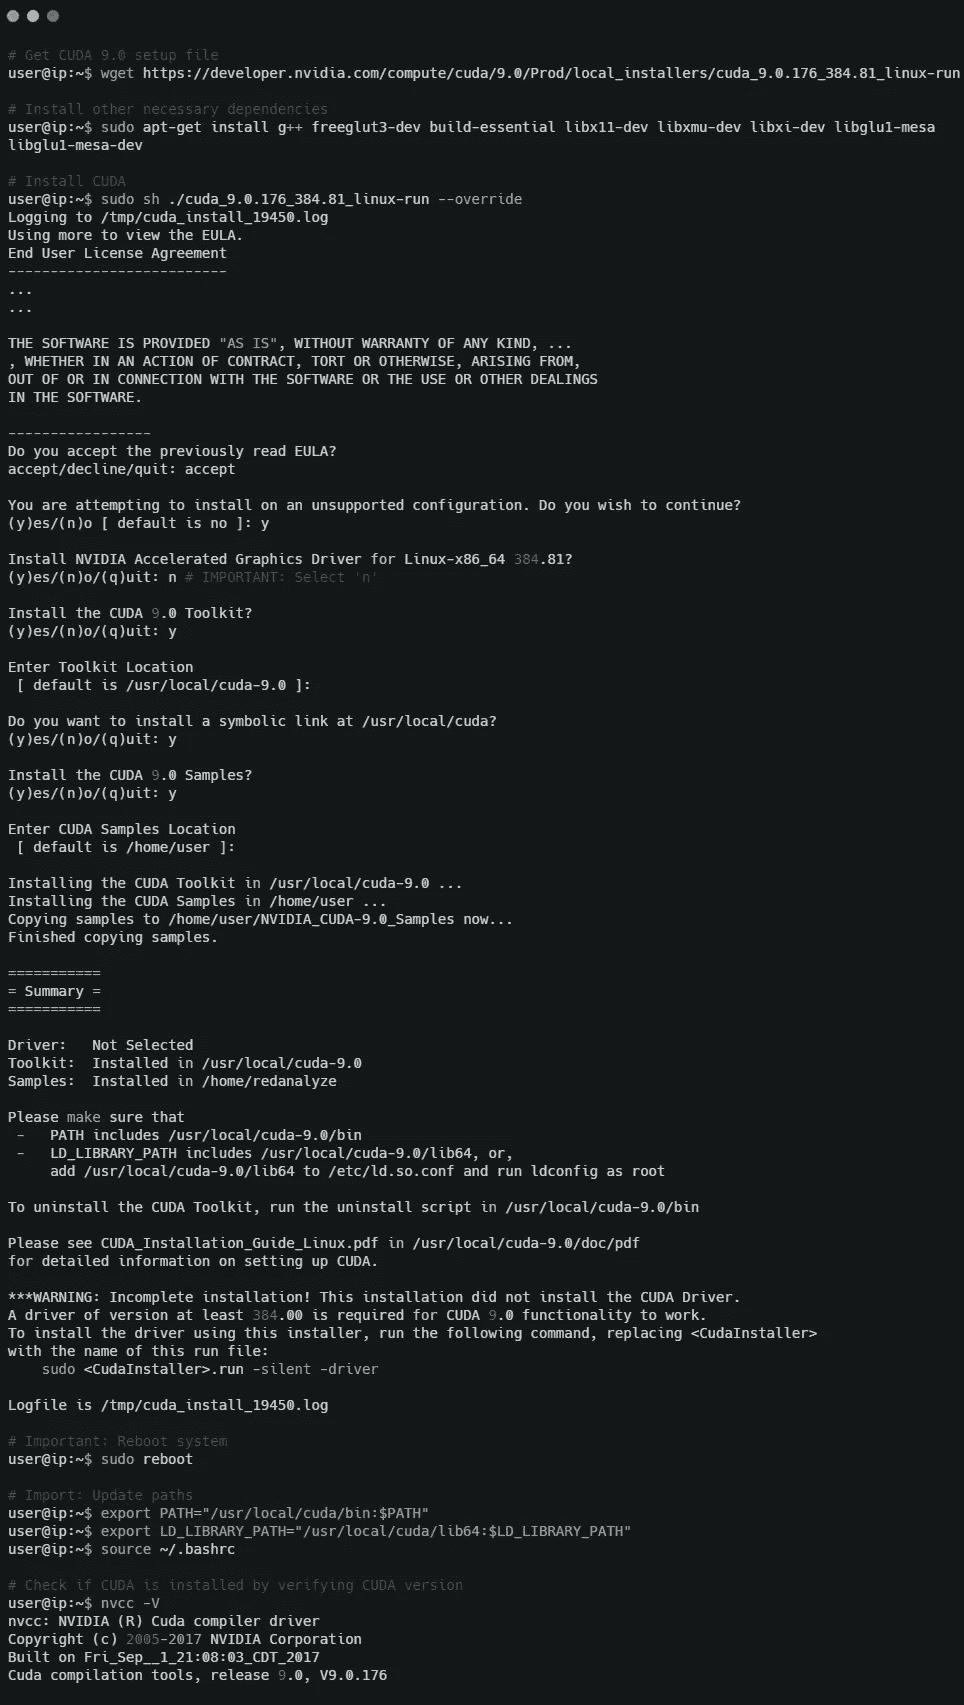 # Get CUDA 9.0 setup file
user@ip:~$ wget https://developer.nvidia.com/compute/cuda/9.0/Prod/local_installers/cuda_9.0.176_384.81_linux-run
# Install other necessary dependencies
user@ip:~$ sudo apt-get install g++ freeglut3-dev build-essential libx11-dev libxmu-dev libxi-dev libglu1-mesa
libglu1-mesa-dev
# Install CUDA
user@ip:~$ sudo sh ./cuda_9.0.176_384.81_linux-run --override
Logging to /tmp/cuda_install_19450.log
Using more to view the EULA.
End User License Agreement
--------------------------
...
...
THE SOFTWARE IS PROVIDED "AS IS", WITHOUT WARRANTY OF ANY KIND, ...
, WHETHER IN AN ACTION OF CONTRACT, TORT OR OTHERWISE, ARISING FROM,
OUT OF OR IN CONNECTION WITH THE SOFTWARE OR THE USE OR OTHER DEALINGS
IN THE SOFTWARE.
-----------------
Do you accept the previously read EULA?
accept/decline/quit: accept
You are attempting to install on an unsupported configuration. Do you wish to continue?
(y)es/(n)o [ default is no ]: y
Install NVIDIA Accelerated Graphics Driver for Linux-x86_64 384.81?
(y)es/(n)o/(q)uit: n # IMPORTANT: Select 'n'
Install the CUDA 9.0 Toolkit?
(y)es/(n)o/(q)uit: y
Enter Toolkit Location
 [ default is /usr/local/cuda-9.0 ]:
Do you want to install a symbolic link at /usr/local/cuda?
(y)es/(n)o/(q)uit: y
Install the CUDA 9.0 Samples?
(y)es/(n)o/(q)uit: y
Enter CUDA Samples Location
 [ default is /home/user ]:
Installing the CUDA Toolkit in /usr/local/cuda-9.0 ...
Installing the CUDA Samples in /home/user ...
Copying samples to /home/user/NVIDIA_CUDA-9.0_Samples now...
Finished copying samples.
===========
= Summary =
===========
Driver:   Not Selected
Toolkit:  Installed in /usr/local/cuda-9.0
Samples:  Installed in /home/redanalyze
Please make sure that
 -   PATH includes /usr/local/cuda-9.0/bin
 -   LD_LIBRARY_PATH includes /usr/local/cuda-9.0/lib64, or,
     add /usr/local/cuda-9.0/lib64 to /etc/ld.so.conf and run ldconfig as root
To uninstall the CUDA Toolkit, run the uninstall script in /usr/local/cuda-9.0/bin
Please see CUDA_Installation_Guide_Linux.pdf in /usr/local/cuda-9.0/doc/pdf
for detailed information on setting up CUDA.
***WARNING: Incomplete installation! This installation did not install the CUDA Driver.
A driver of version at least 384.00 is required for CUDA 9.0 functionality to work.
To install the driver using this installer, run the following command, replacing <CudaInstaller>
with the name of this run file:
    sudo <CudaInstaller>.run -silent -driver
Logfile is /tmp/cuda_install_19450.log
# Important: Reboot system
user@ip:~$ sudo reboot
# Import: Update paths
user@ip:~$ export PATH="/usr/local/cuda/bin:$PATH"
user@ip:~$ export LD_LIBRARY_PATH="/usr/local/cuda/lib64:$LD_LIBRARY_PATH"
user@ip:~$ source ~/.bashrc
# Check if CUDA is installed by verifying CUDA version
user@ip:~$ nvcc -V
nvcc: NVIDIA (R) Cuda compiler driver
Copyright (c) 2005-2017 NVIDIA Corporation
Built on Fri_Sep__1_21:08:03_CDT_2017
Cuda compilation tools, release 9.0, V9.0.176